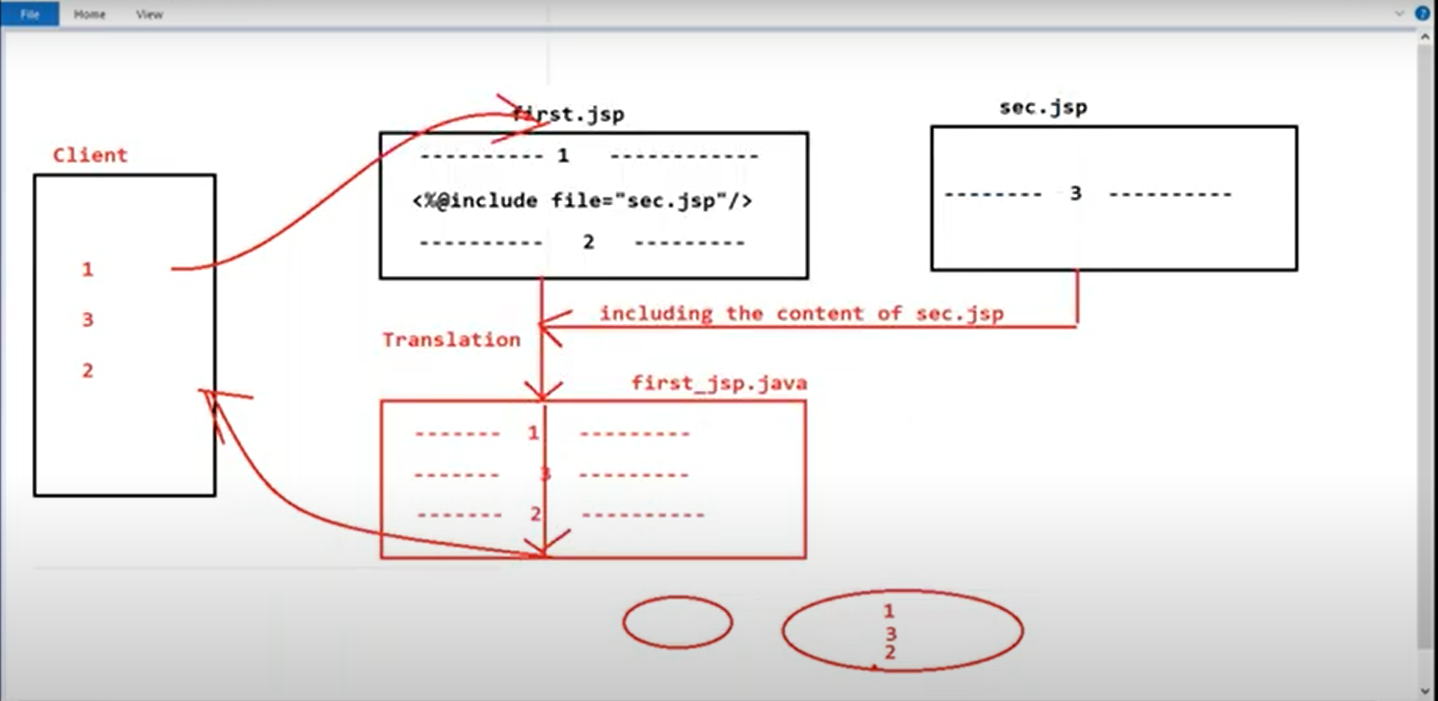 File Home View
first.jsp
sec.jsp
Client
---------- 1 ------------
<%@include file="sec.jsp"/>
---------- 2 ---------
-------- 3 ----------
1
3
2
including the content of sec.jsp
Translation
first_jsp.java
------- 1 ---------
------- 3 ---------
------- 2 ----------
1
3
2